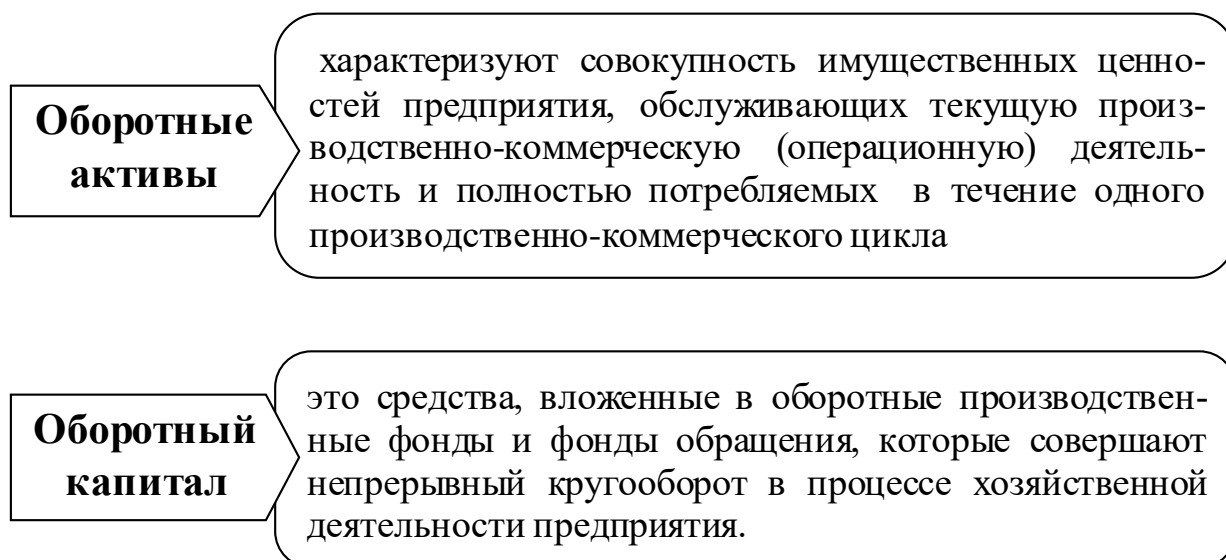 Оборотные
активы
характеризуют совокупность имущественных ценно-
стей предприятия, обслуживающих текущую произ-
водственно-коммерческую (операционную) деятель-
ность и полностью потребляемых в течение одного
производственно-коммерческого цикла
Оборотный
капитал
это средства, вложенные в оборотные производствен-
ные фонды и фонды обращения, которые совершают
непрерывный кругооборот в процессе хозяйственной
деятельности предприятия.